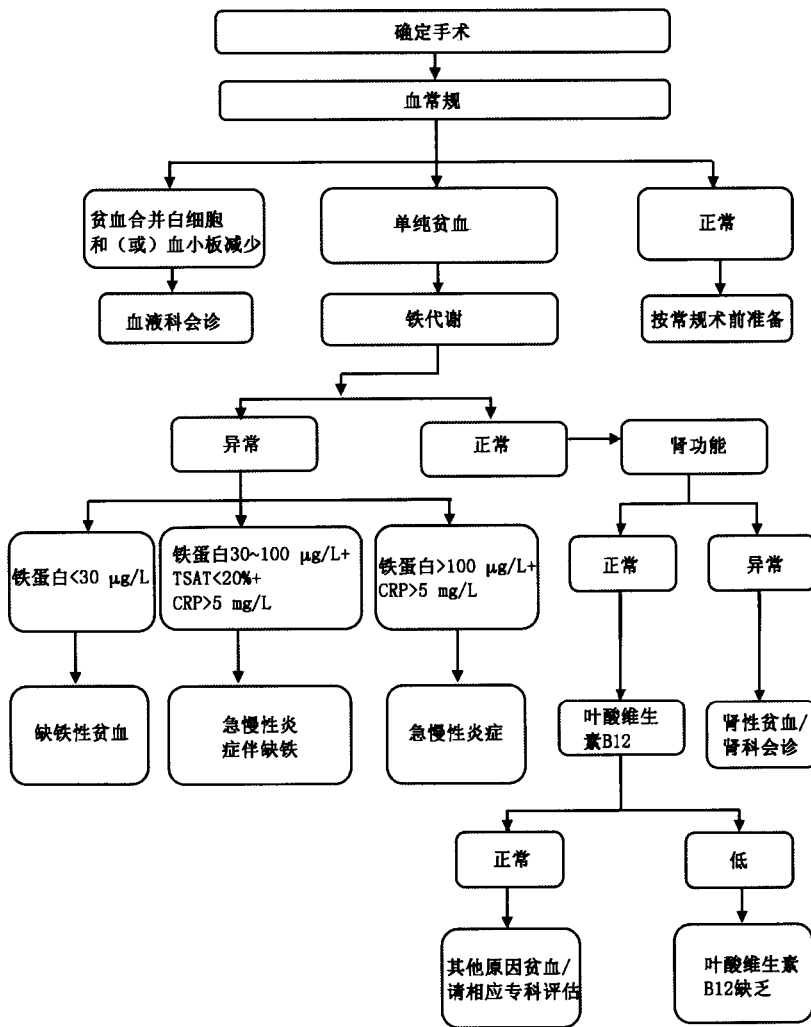 确定手术
血常规
贫血合并白细胞
和（或）血小板减少
单纯贫血
正常
血液科会诊
铁代谢
按常规术前准备
异常
正常
肾功能
铁蛋白<30 μg/L
铁蛋白30~100 μg/L+
TSAT<20%+
CRP>5 mg/L
铁蛋白>100 μg/L+
CRP>5 mg/L
正常
异常
缺铁性贫血
急慢性炎
症伴缺铁
急慢性炎症
叶酸维生
素B12
肾性贫血/
肾科会诊
正常
低
其他原因贫血/
请相应专科评估
叶酸维生素
B12缺乏